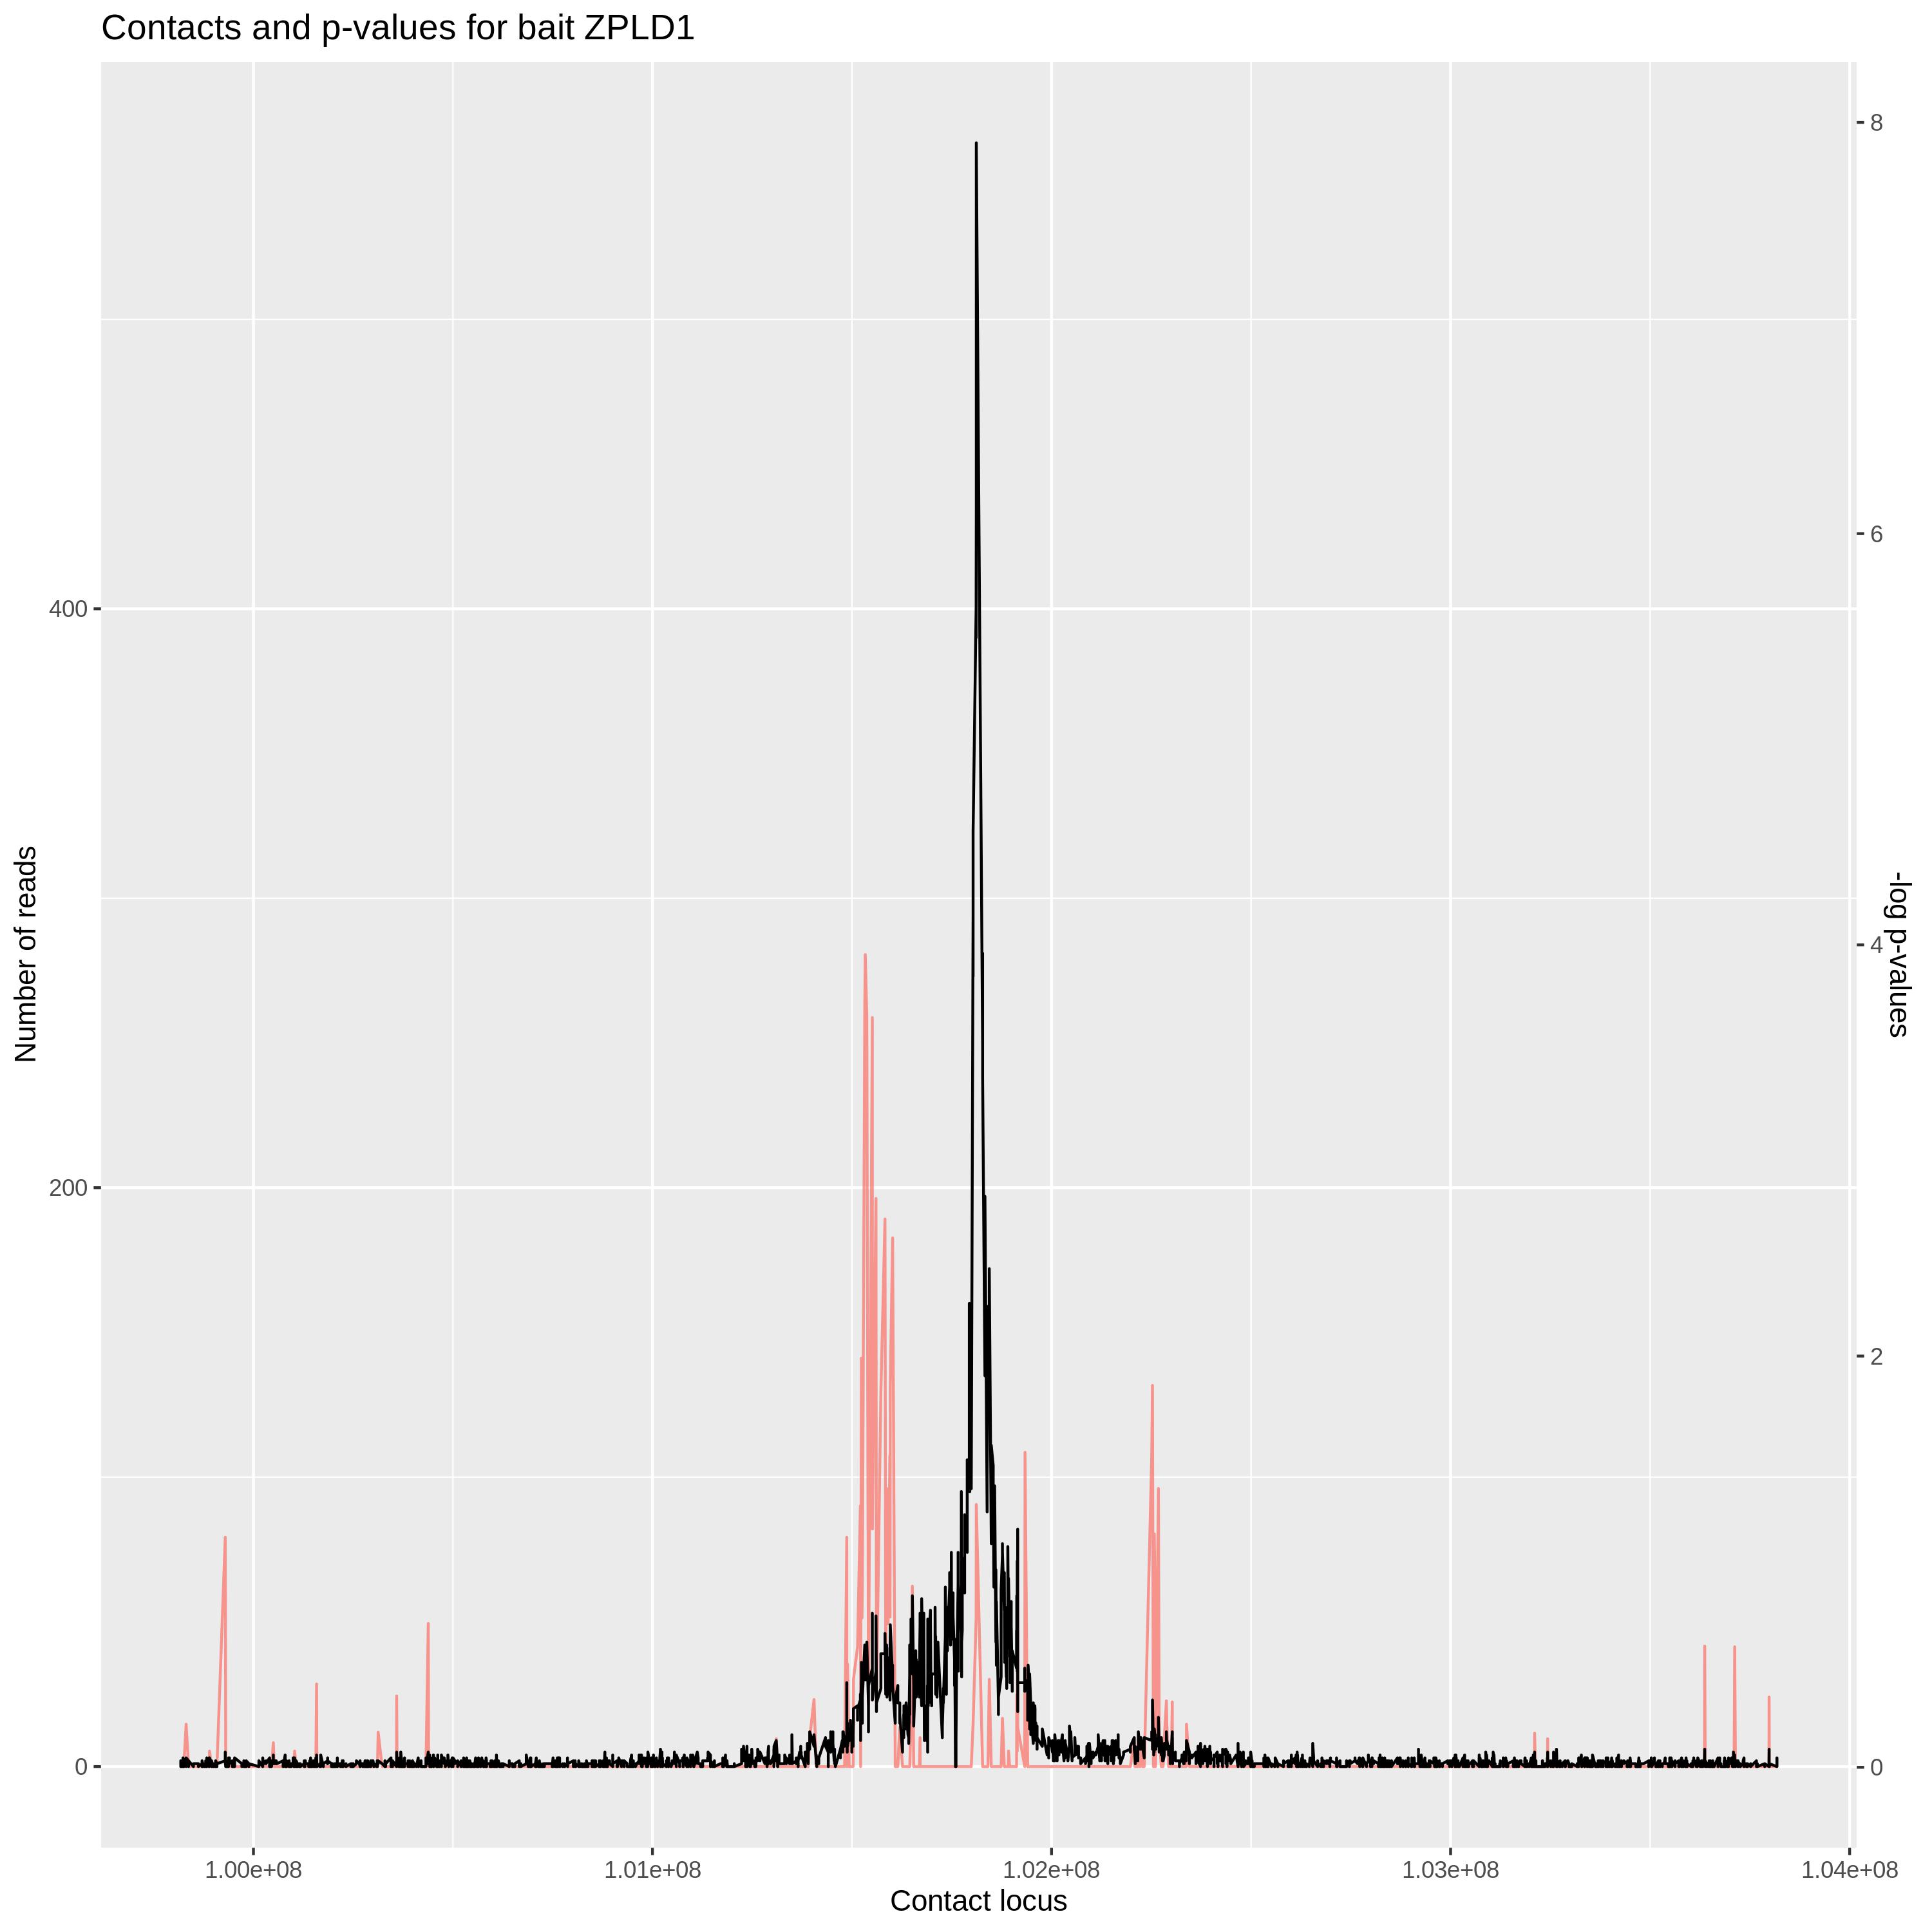 Contacts and p-values for bait ZPLD1
Number of reads
400
200
0
8
6
4
2
0
-log p-values
1.00e+08
1.01e+08
1.02e+08
1.03e+08
1.04e+08
Contact locus